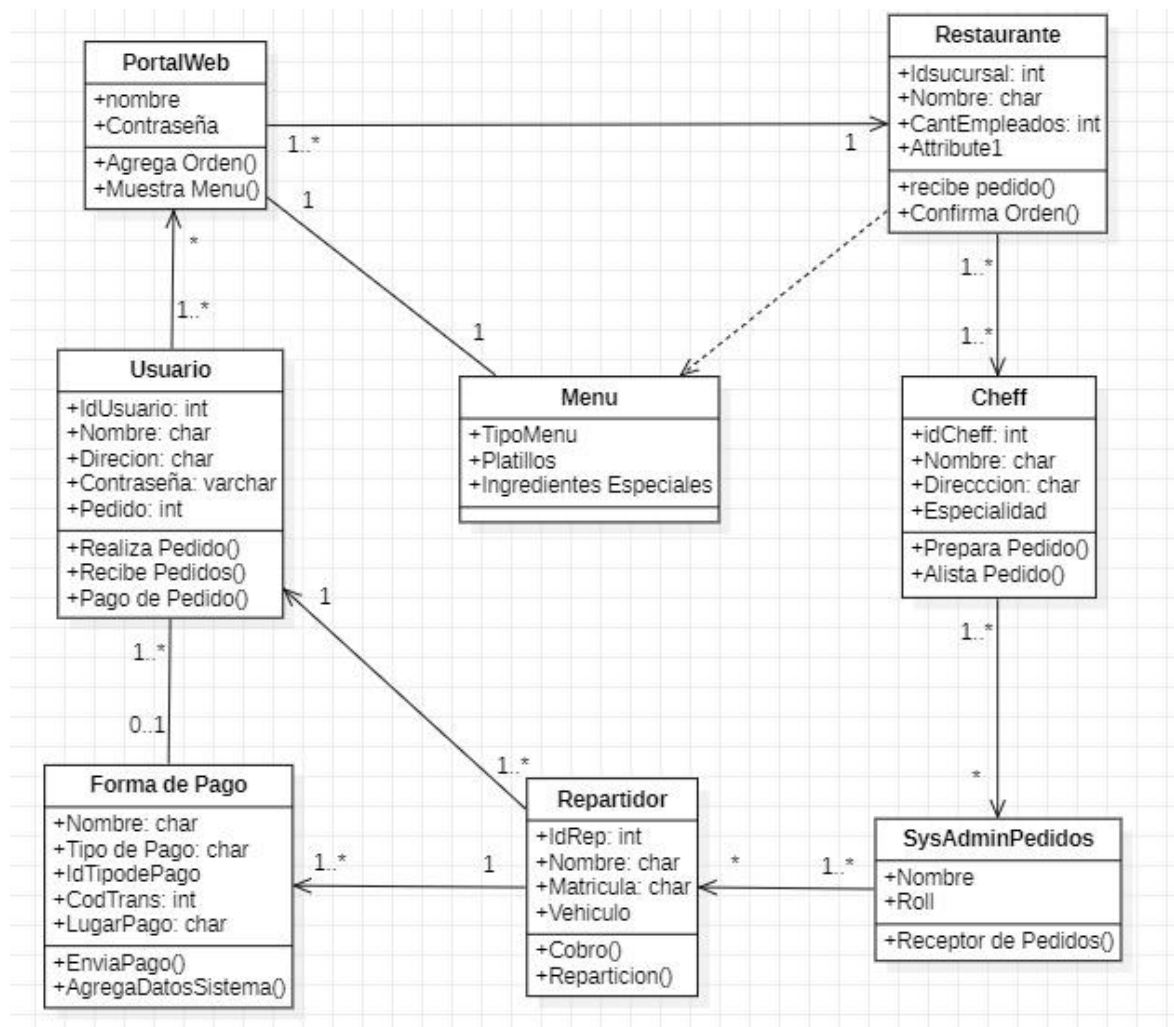 PortalWeb
+nombre
+Contraseña
+Agrega Orden()
+Muestra Menu()
Restaurante
+Idsucursal: int
+Nombre: char
+CantEmpleados: int
+Attribute1
+recibe pedido()
+Confirma Orden()
1..*
1
1
1
*
1..*
1..*
1..*
Usuario
+IdUsuario: int
+Nombre: char
+Direcion: char
+Contraseña: varchar
+Pedido: int
+Realiza Pedido()
+Recibe Pedidos()
+Pago de Pedido()
Menu
+TipoMenu
+Platillos
+Ingredientes Especiales
Cheff
+idCheff: int
+Nombre: char
+Direcccion: char
+Especialidad
+Prepara Pedido()
+Alista Pedido()
1
1..*
1..*
0..1
1..*
*
Forma de Pago
+Nombre: char
+Tipo de Pago: char
+IdTipodePago
+CodTrans: int
+LugarPago: char
+EnviaPago()
+AgregaDatosSistema()
1..*
1
Repartidor
+IdRep: int
+Nombre: char
+Matricula: char
+Vehiculo
+Cobro()
+Reparticion()
*
1..*
SysAdminPedidos
+Nombre
+Roll
+Receptor de Pedidos()